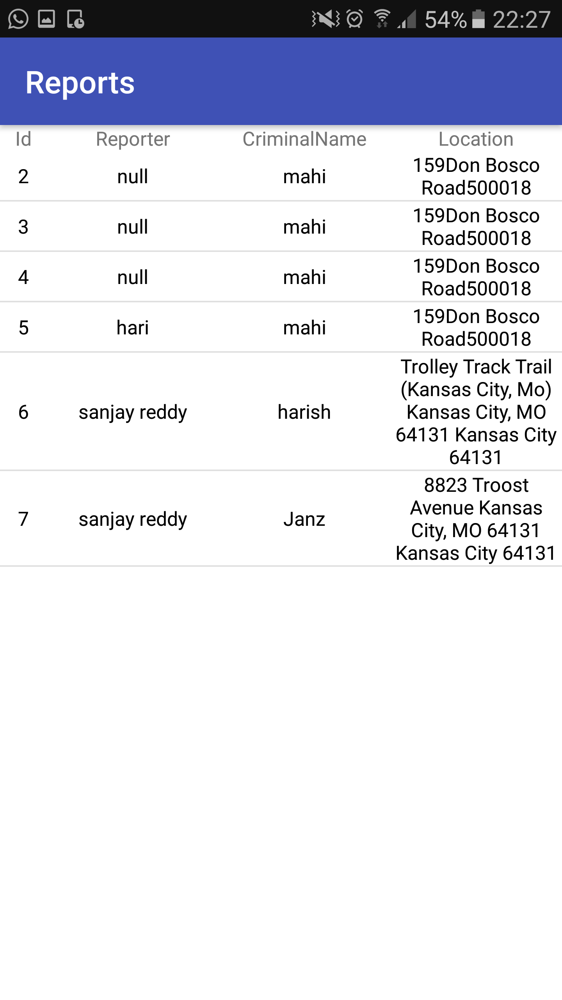 54% 22:27
Reports
Id Reporter CriminalName Location
2 null mahi 159Don Bosco
Road500018
3 null mahi 159Don Bosco
Road500018
4 null mahi 159Don Bosco
Road500018
5 hari mahi 159Don Bosco
Road500018
6 sanjay reddy harish Trolley Track Trail
(Kansas City, Mo)
Kansas City, MO
64131 Kansas City
64131
7 sanjay reddy Janz 8823 Troost
Avenue Kansas
City, MO 64131
Kansas City 64131